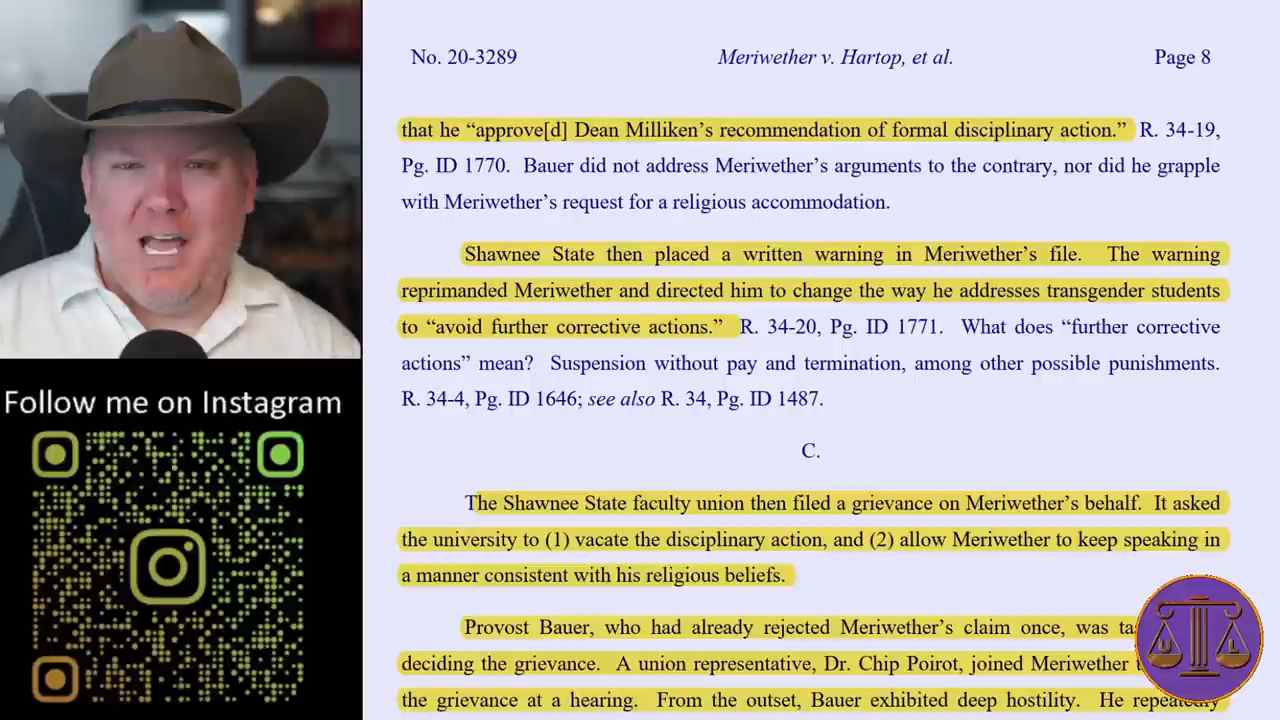 No. 20-3289 Meriwether v. Hartop, et al. Page 8
that he “approve[d] Dean Milliken’s recommendation of formal disciplinary action.” R. 34-19,
Pg. ID 1770. Bauer did not address Meriwether’s arguments to the contrary, nor did he grapple
with Meriwether’s request for a religious accommodation.
Shawnee State then placed a written warning in Meriwether’s file. The warning
reprimanded Meriwether and directed him to change the way he addresses transgender students
to “avoid further corrective actions.” R. 34-20, Pg. ID 1771. What does “further corrective
actions” mean? Suspension without pay and termination, among other possible punishments.
R. 34-4, Pg. ID 1646; see also R. 34, Pg. ID 1487.
C.
The Shawnee State faculty union then filed a grievance on Meriwether’s behalf. It asked
the university to (1) vacate the disciplinary action, and (2) allow Meriwether to keep speaking in
a manner consistent with his religious beliefs.
Provost Bauer, who had already rejected Meriwether’s claim once, was
deciding the grievance. A union representative, Dr. Chip Poirot, joined Meriwether
the grievance at a hearing. From the outset, Bauer exhibited deep hostility. He repeatedly
Follow me on Instagram
U L